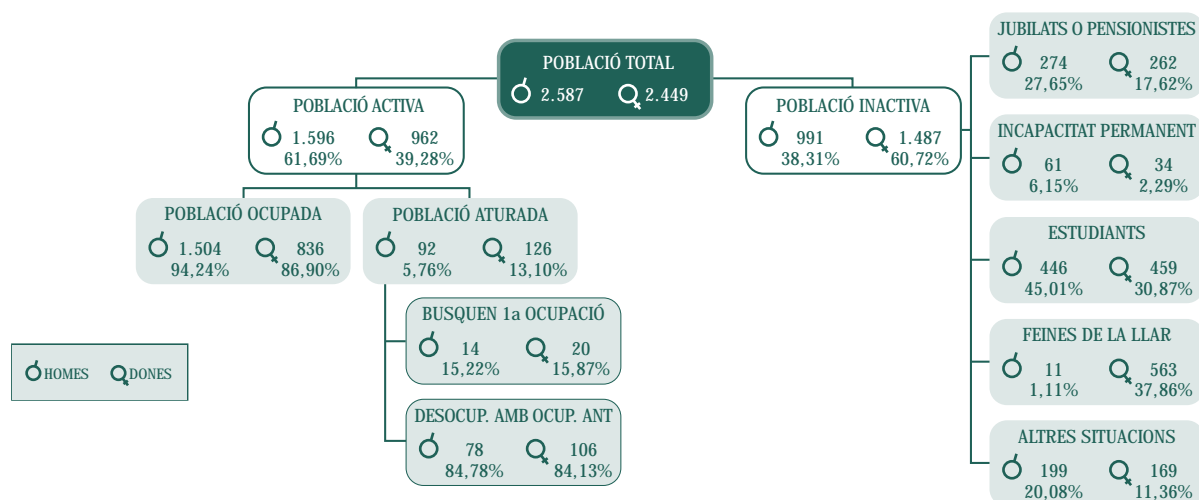 POBLACIÓ TOTAL
2.587 2.449
POBLACIÓ ACTIVA
1.596 962
61,69% 39,28%
POBLACIÓ INACTIVA
991 1.487
38,31% 60,72%
POBLACIÓ OCUPADA
1.504 836
94,24% 86,90%
POBLACIÓ ATURADA
92 126
5,76% 13,10%
BUSQUEN 1a OCUPACIÓ
14 20
15,22% 15,87%
DESOCUP. AMB OCUP. ANT
78 106
84,78% 84,13%
JUBILATS O PENSIONISTES
274 262
27,65% 17,62%
INCAPACITAT PERMANENT
61 34
6,15% 2,29%
ESTUDIANTS
446 459
45,01% 30,87%
FEINES DE LA LLAR
11 563
1,11% 37,86%
ALTRES SITUACIONS
199 169
20,08% 11,36%
HOMES DONES